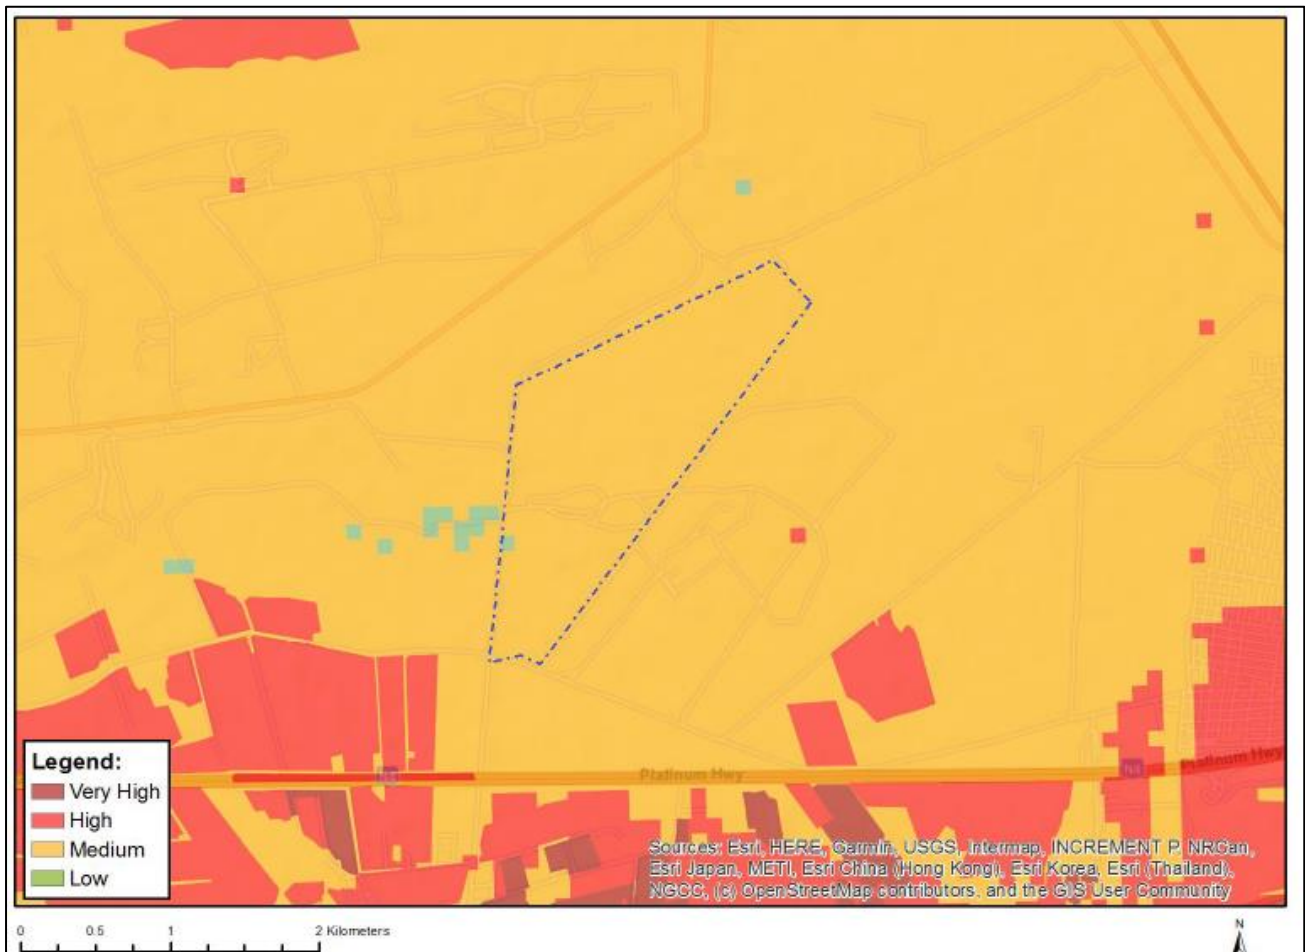 Platinum Hwy
N4
Platinum Hwy
Legend:
Very High
High
Medium
Low
Sources: Esri, HERE, Garmin, USGS, Intermap, INCREMENT P, NRCan,
Esri Japan, METI, Esri China (Hong Kong), Esri Korea, Esri (Thailand),
NGCC, (c) OpenStreetMap contributors, and the GIS User Community
0 0.5 1 2 Kilometers
N